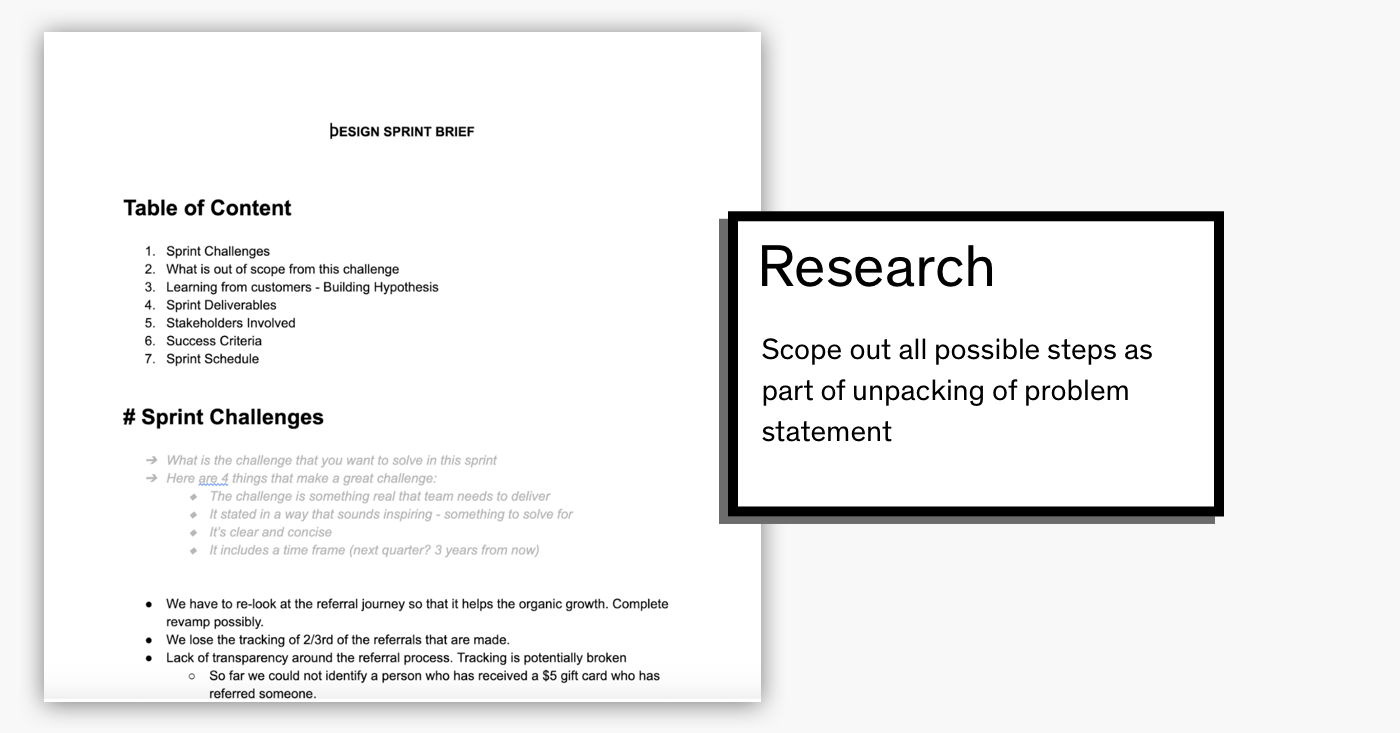 DESIGN SPRINT BRIEF
Table of Content
1. Sprint Challenges
2. What is out of scope from this challenge
3. Learning from customers - Building Hypothesis
4. Sprint Deliverables
5. Stakeholders Involved
6. Success Criteria
7. Sprint Schedule
# Sprint Challenges
➔ What is the challenge that you want to solve in this sprint
➔ Here are 4 things that make a great challenge:
◆ The challenge is something real that team needs to deliver
◆ It stated in a way that sounds inspiring - something to solve for
◆ It's clear and concise
◆ It includes a time frame (next quarter? 3 years from now)
● We have to re-look at the referral journey so that it helps the organic growth. Complete
revamp possibly.
● We lose the tracking of 2/3rd of the referrals that are made.
● Lack of transparency around the referral process. Tracking is potentially broken
○ So far we could not identify a person who has received a $5 gift card who has
referred someone.
Research
Scope out all possible steps as
part of unpacking of problem
statement